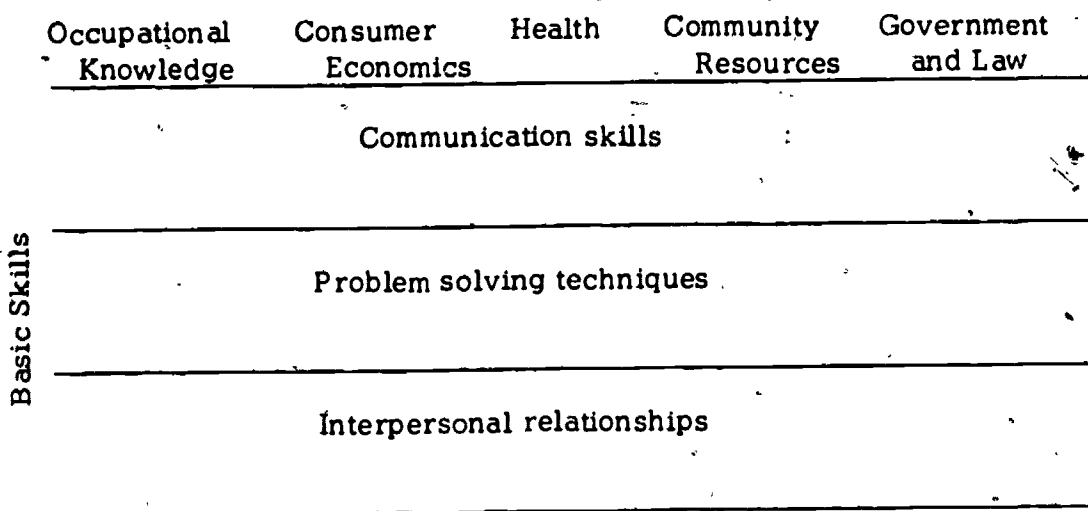 Occupational Consumer Health Community Government
Knowledge Economics Resources and Law
Communication skills
Basic Skills
Problem solving techniques
Interpersonal relationships